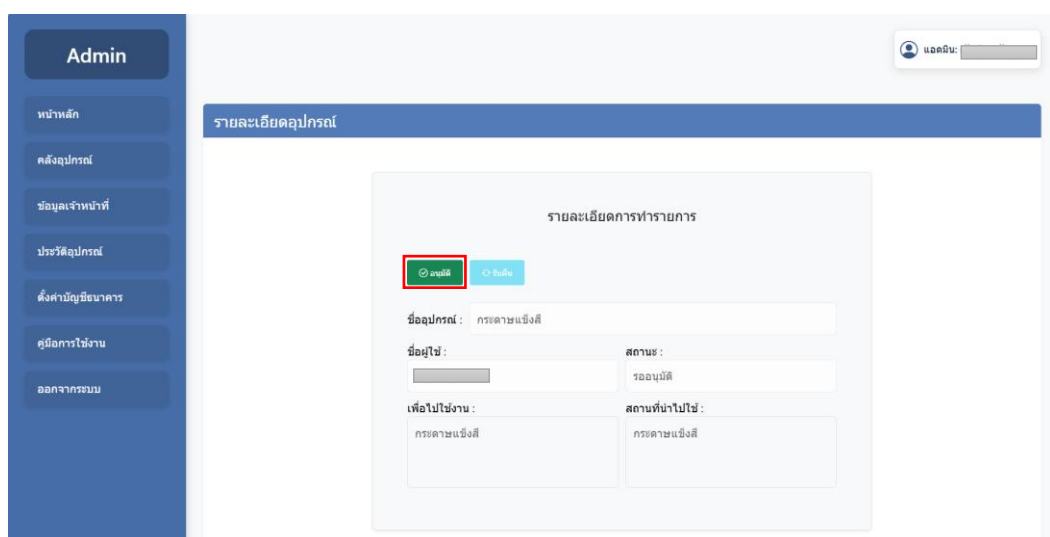 Admin
แอดมิน:
หน้าหลัก
คลังอุปกรณ์
ข้อมูลเจ้าหน้าที่
ประวัติอุปกรณ์
ตั้งค่าบัญชีธนาคาร
คู่มือการใช้งาน
ออกจากระบบ
รายละเอียดอุปกรณ์
รายละเอียดการทำรายการ
อนุมัติ
รับคืน
ชื่ออุปกรณ์ : กระดาษแข็งสี
ชื่อผู้ใช้ :
สถานะ :
รออนุมัติ
เพื่อไปใช้งาน :
กระดาษแข็งสี
สถานที่นำไปใช้ :
กระดาษแข็งสี